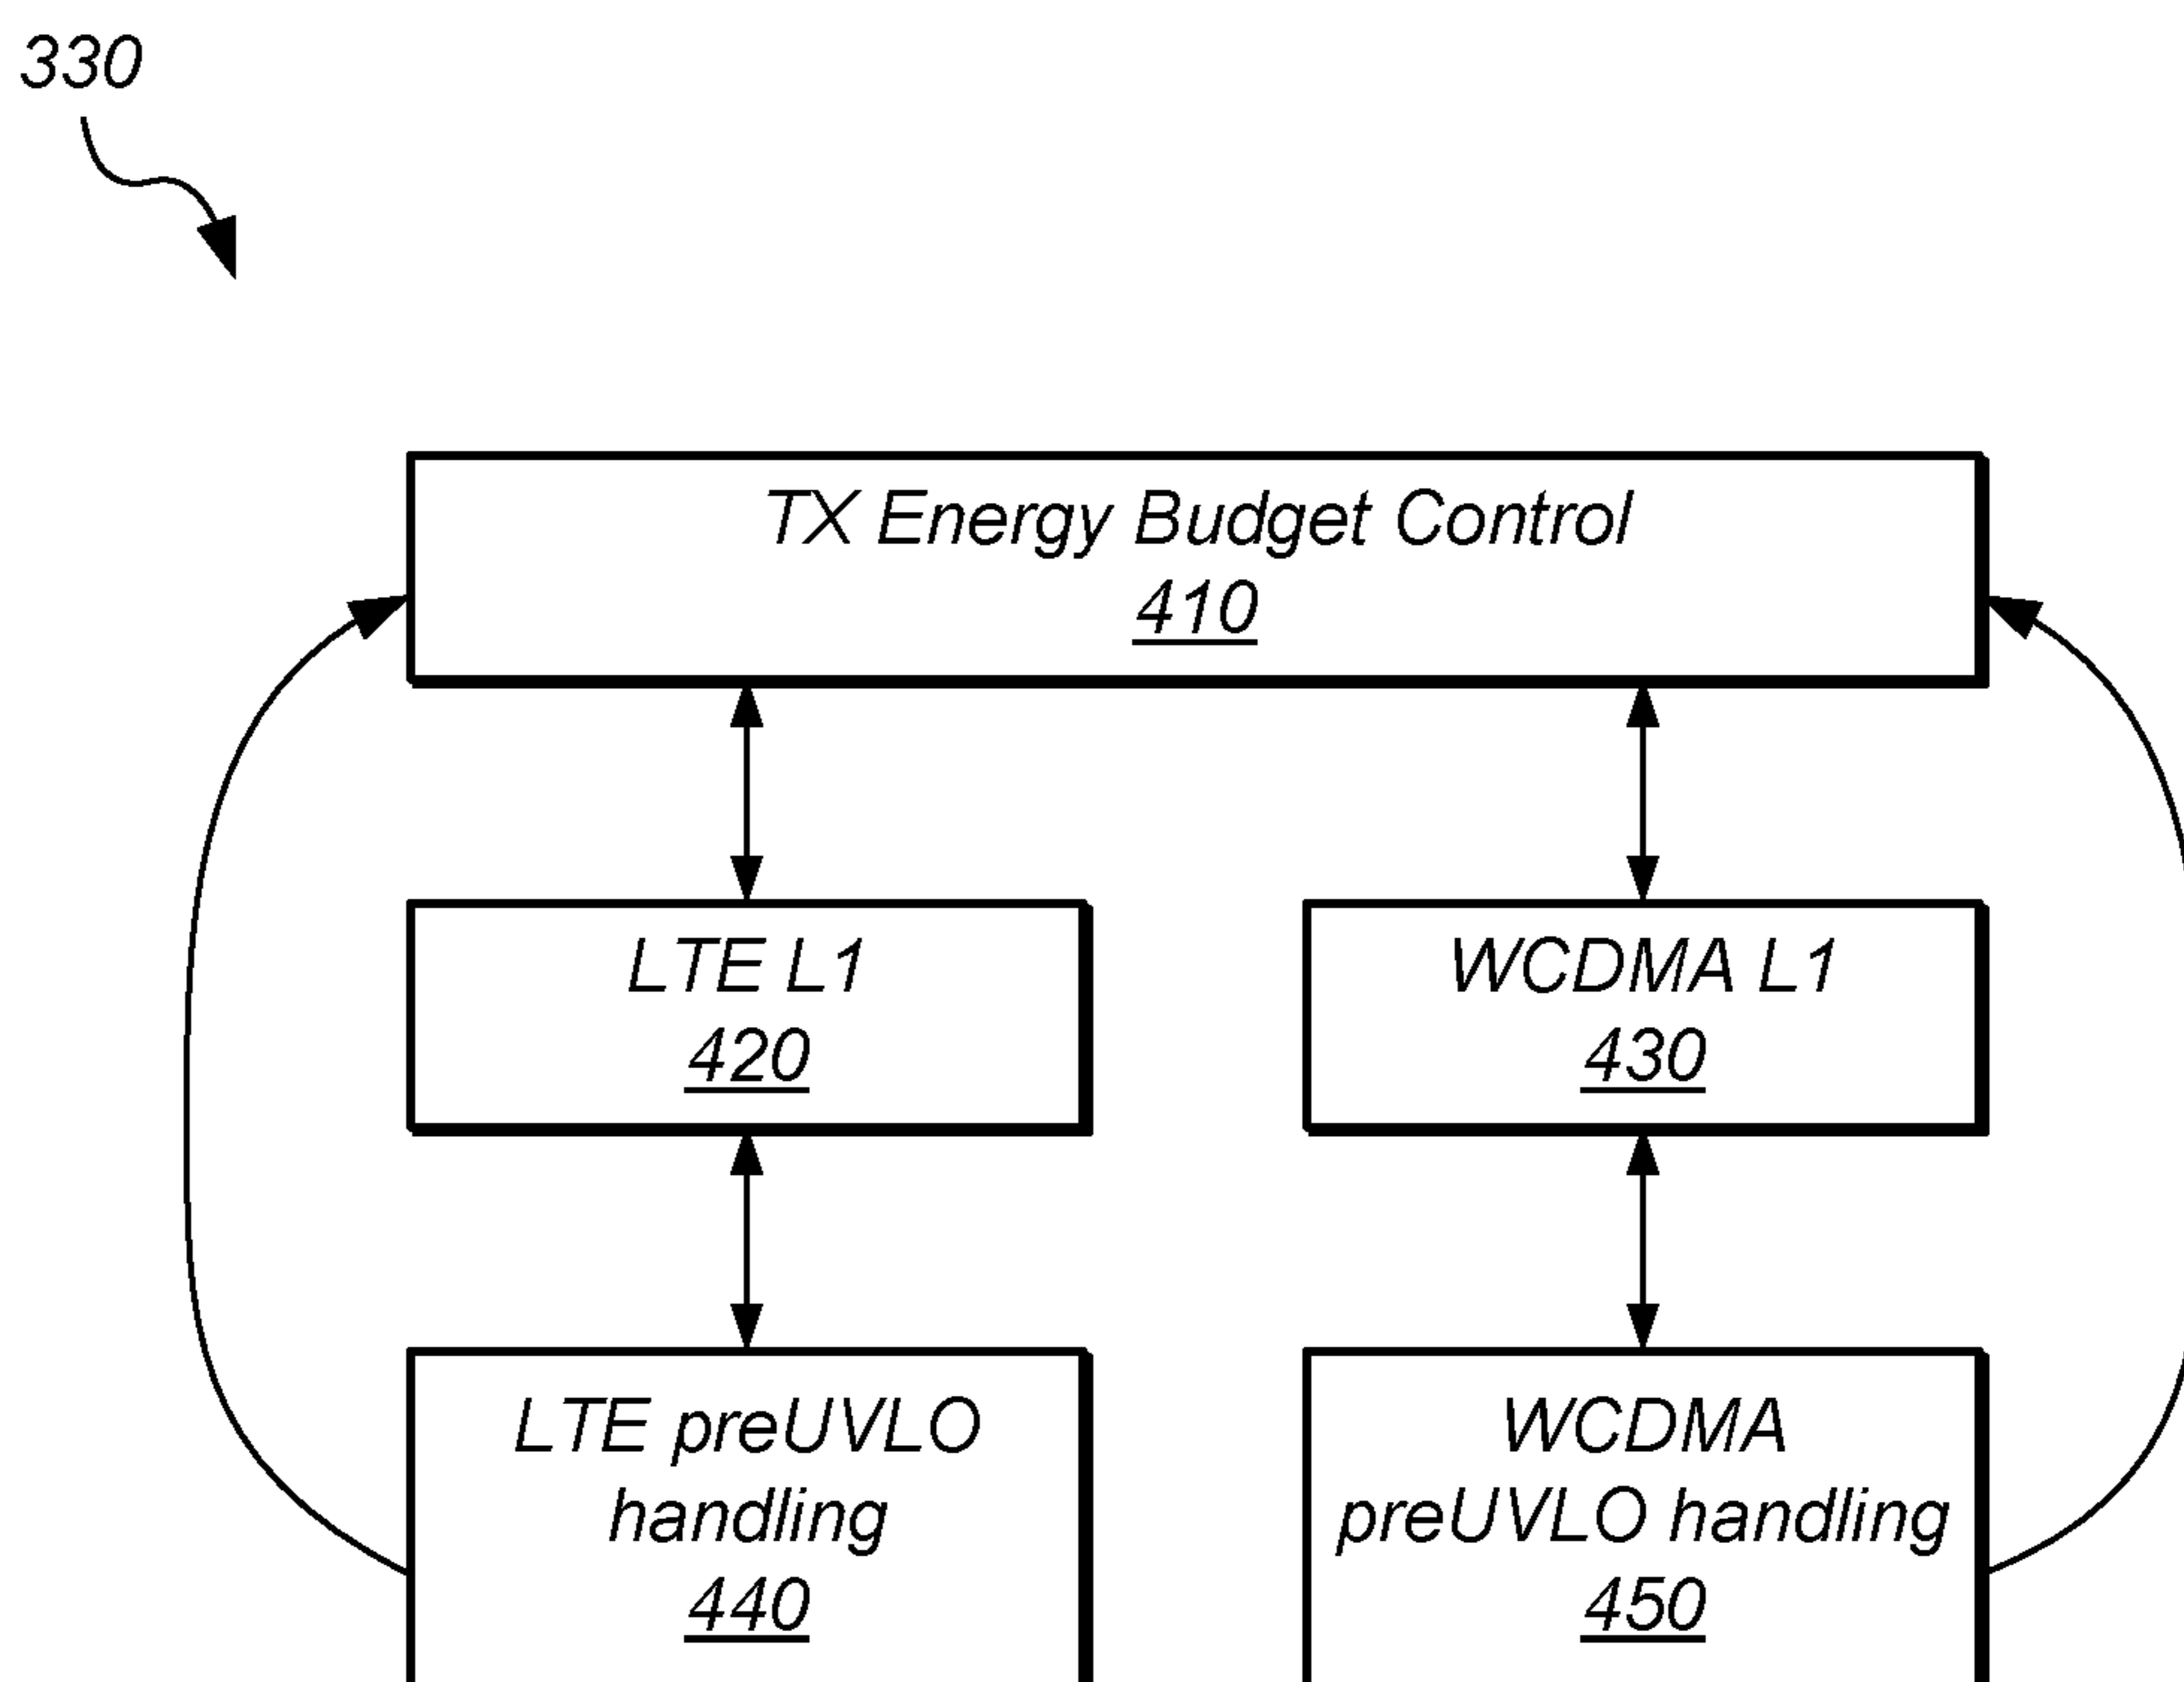 330
TX Energy Budget Control
410
LTE L1
420
WCDMA L1
430
LTE preUVLO
handling
440
WCDMA
preUVLO handling
450